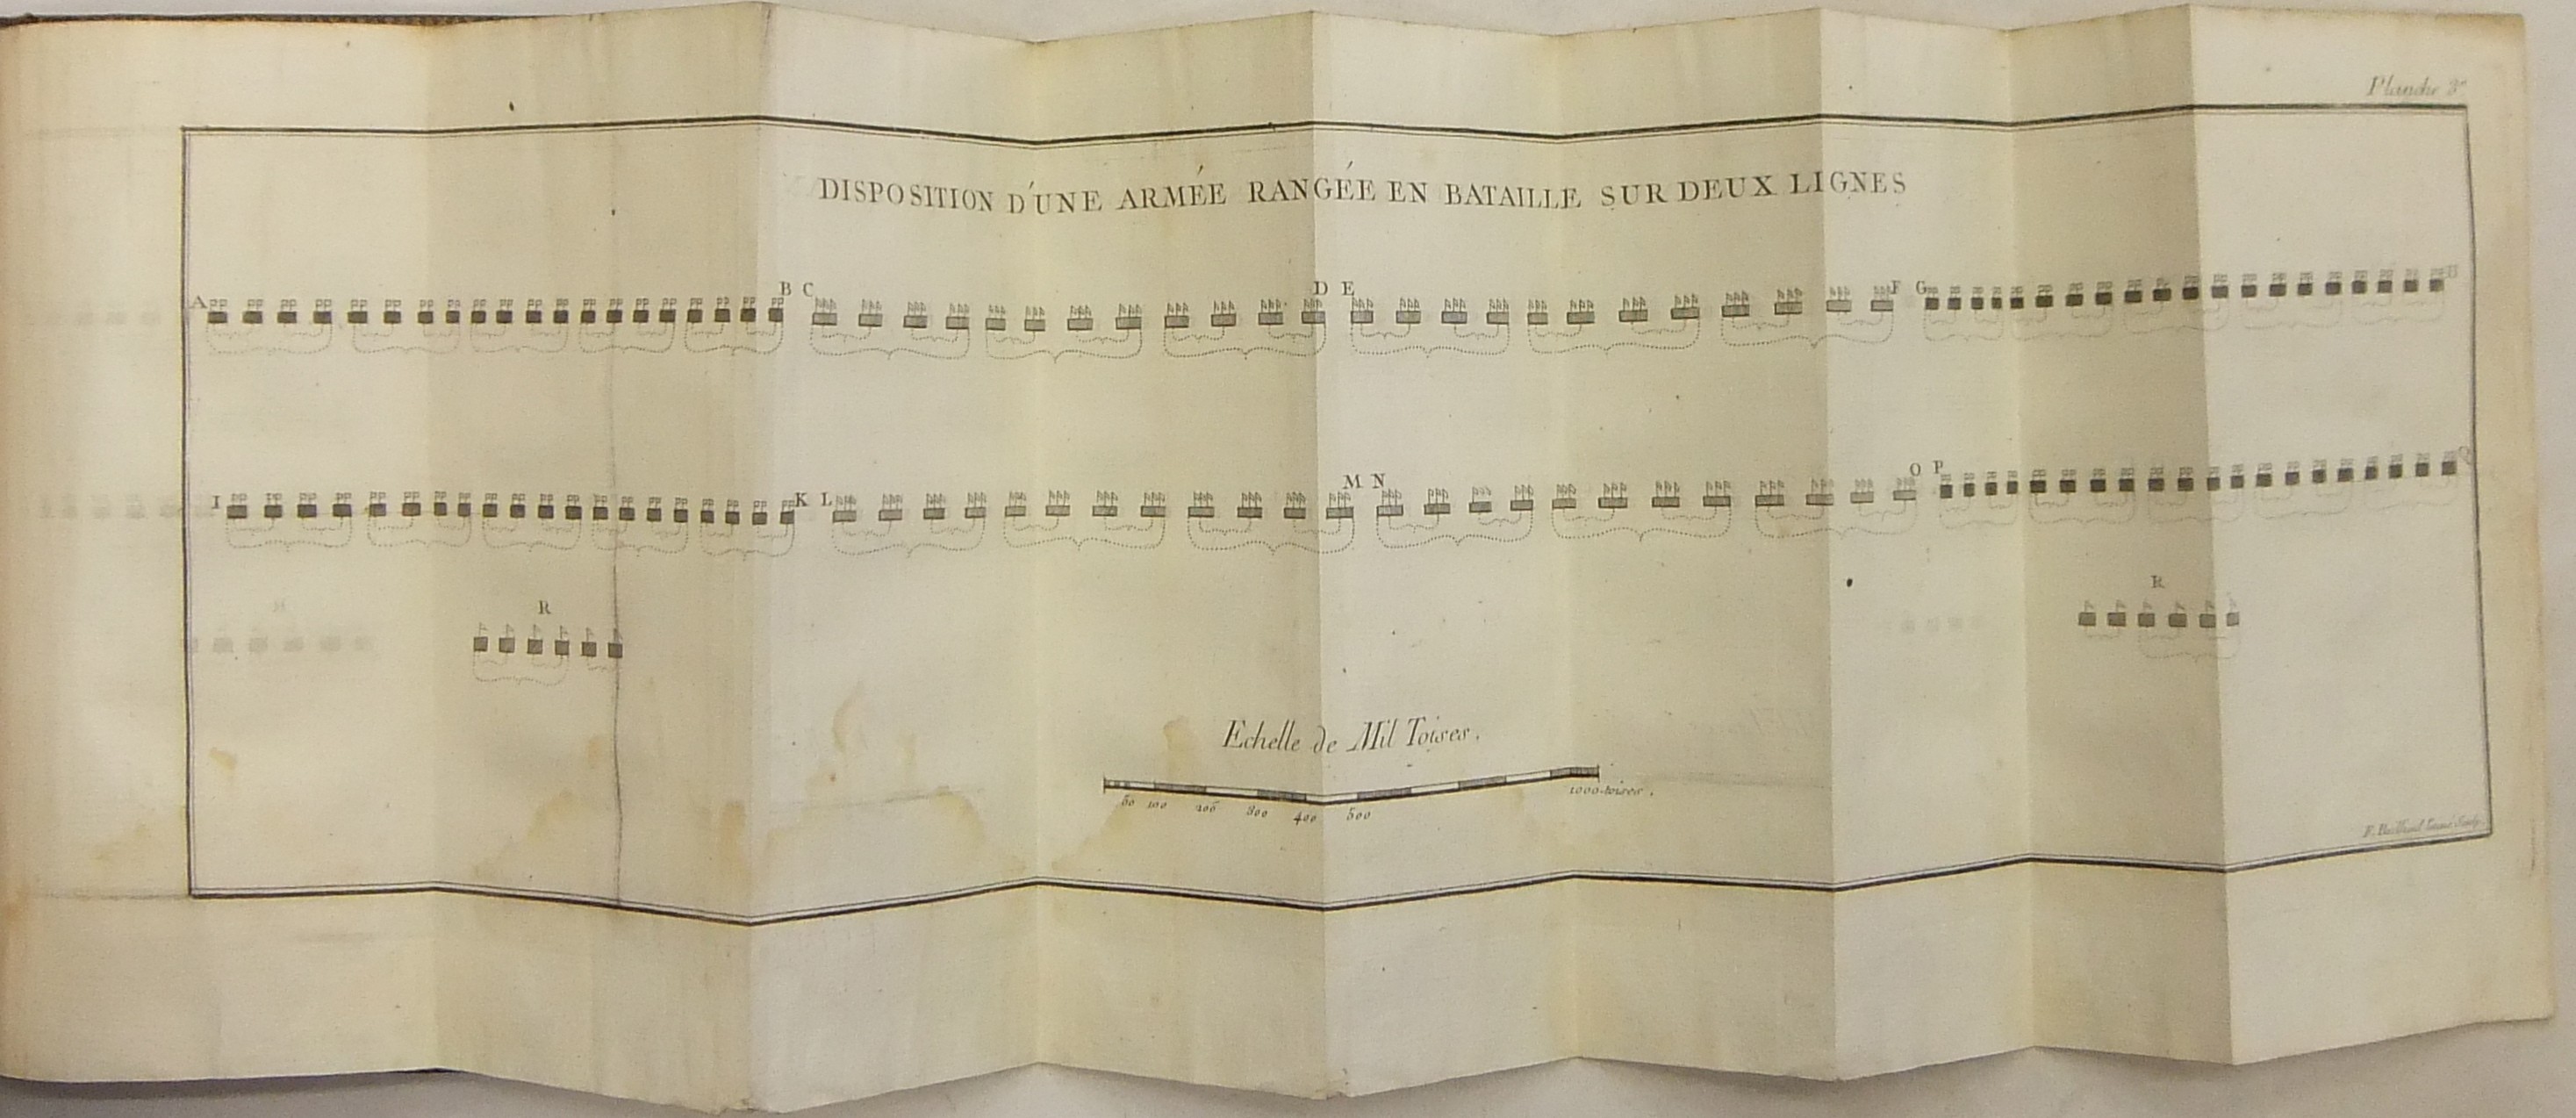 Planche 3e
DISPOSITION D'UNE ARMÉE RANGÉE EN BATAILLE SUR DEUX LIGNES
A B C D E F G H
I K L M N O P Q
R R
Echelle de Mil Toises.
50 100 200 300 400 500 1000 toises.